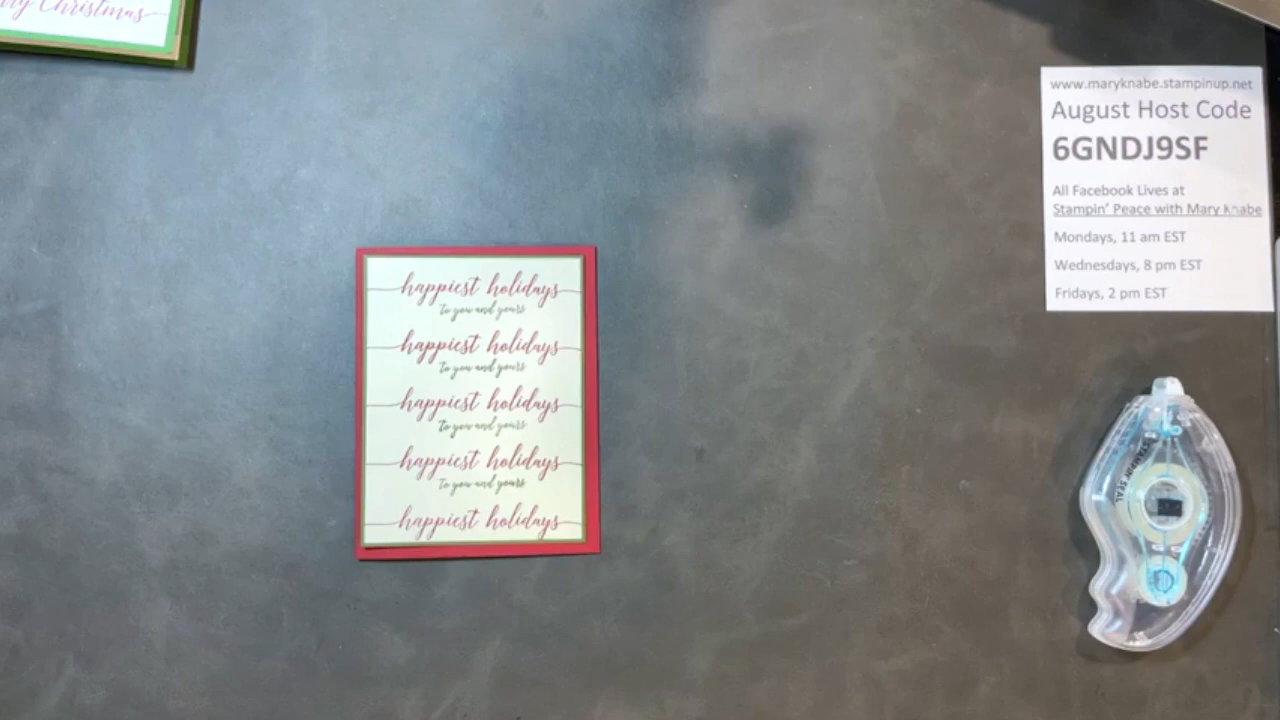 Christmas
happiest holidays
to you and yours
happiest holidays
to you and yours
happiest holidays
to you and yours
happiest holidays
to you and yours
happiest holidays
www.maryknabe.stampinup.net
August Host Code
6GNDJ9SF
All Facebook Lives at
Stampin' Peace with Mary Knabe
Mondays, 11 am EST
Wednesdays, 8 pm EST
Fridays, 2 pm EST
STAMPIN SEAL